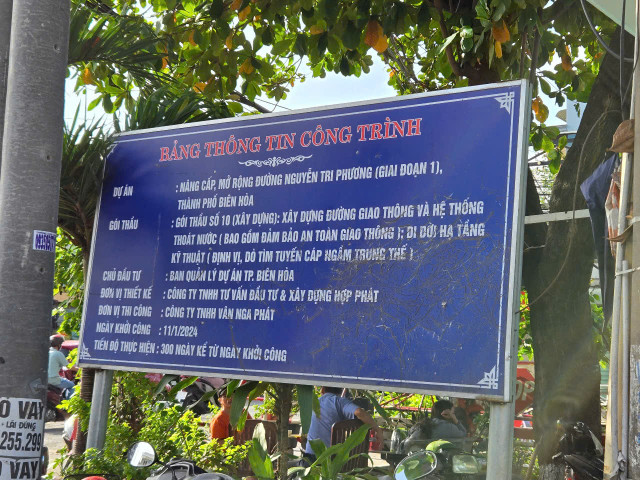 BẢNG THÔNG TIN CÔNG TRÌNH
DỰ ÁN : NÂNG CẤP, MỞ RỘNG ĐƯỜNG NGUYỄN TRI PHƯƠNG (GIAI ĐOẠN 1),
THÀNH PHỐ BIÊN HÒA
GÓI THẦU : GÓI THẦU SỐ 10 (XÂY DỰNG): XÂY DỰNG ĐƯỜNG GIAO THÔNG VÀ HỆ THỐNG
THOÁT NƯỚC ( BAO GỒM ĐẢM BẢO AN TOÀN GIAO THÔNG ); DI DỜI HẠ TẦNG
KỸ THUẬT ( ĐỊNH VỊ, DÒ TÌM TUYẾN CÁP NGẦM TRUNG THẾ )
CHỦ ĐẦU TƯ : BAN QUẢN LÝ DỰ ÁN TP. BIÊN HÒA
ĐƠN VỊ THIẾT KẾ : CÔNG TY TNHH TƯ VẤN ĐẦU TƯ & XÂY DỰNG HỢP PHÁT
ĐƠN VỊ THI CÔNG : CÔNG TY TNHH VÂN NGA PHÁT
NGÀY KHỞI CÔNG : 11/1/2024
TIẾN ĐỘ THỰC HIỆN : 300 NGÀY KỂ TỪ NGÀY KHỞI CÔNG
O VAY
- LÃI ĐỨNG
255.299
VAY